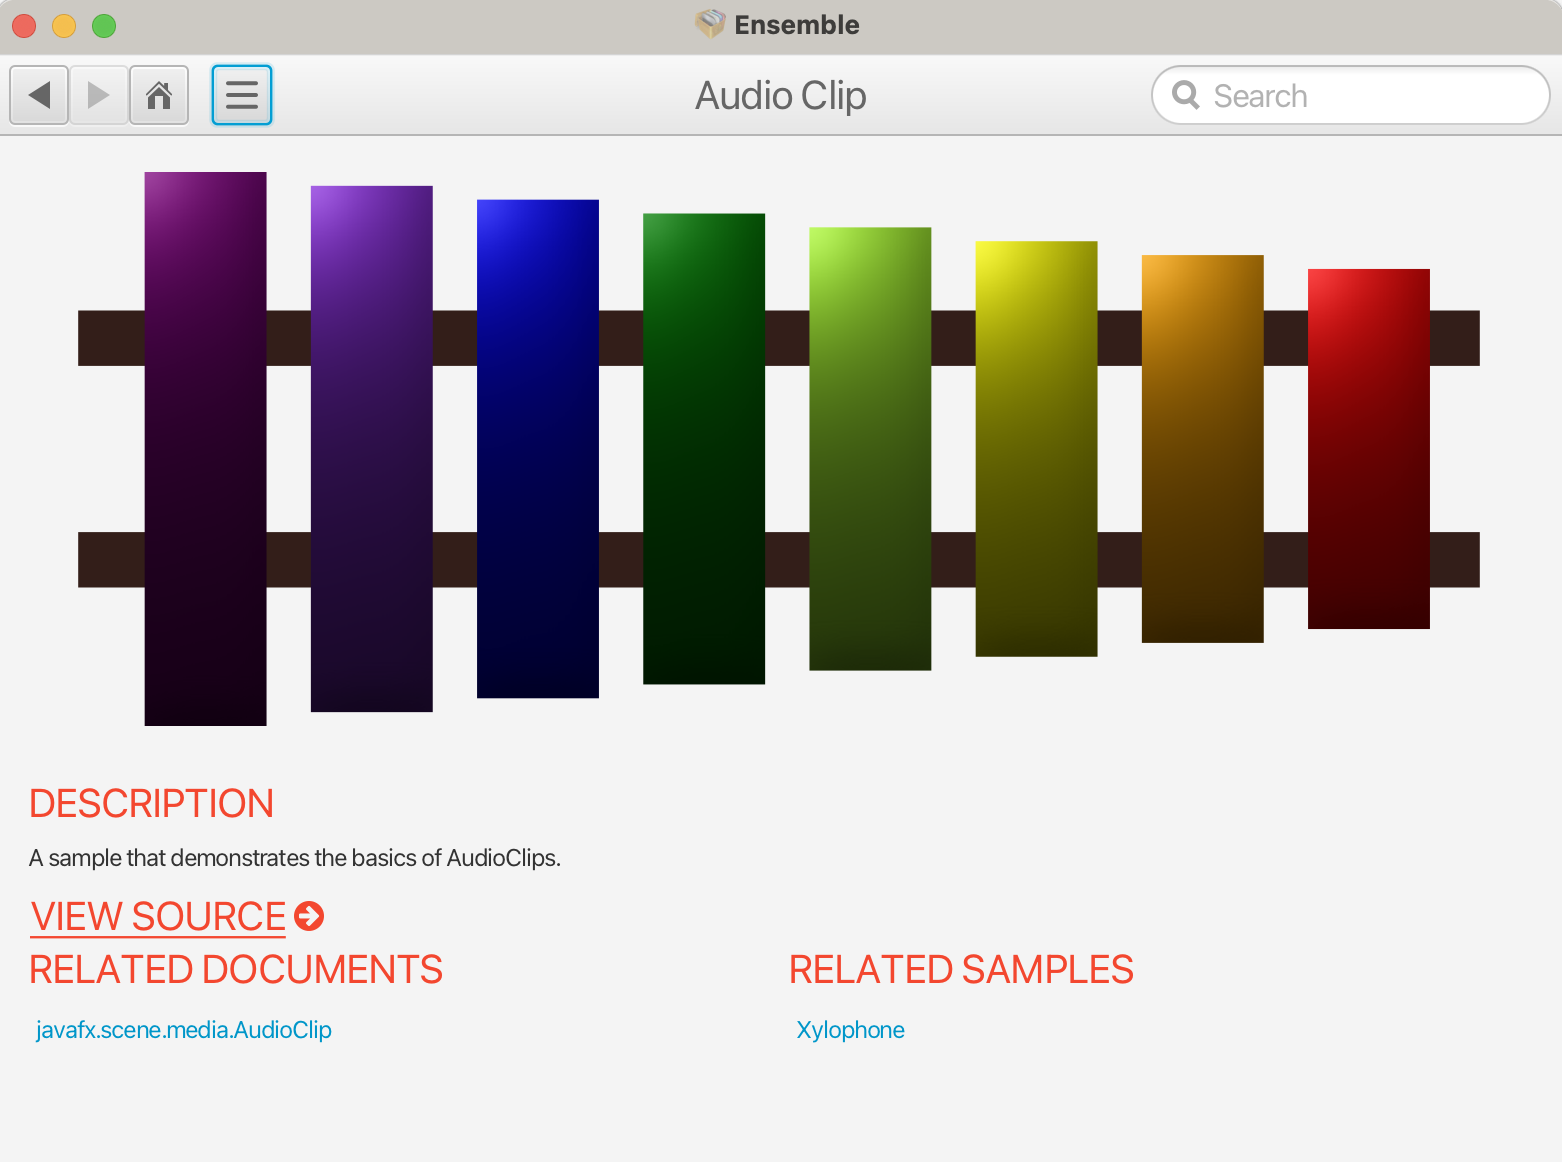 Ensemble
Audio Clip
Search
DESCRIPTION
A sample that demonstrates the basics of AudioClips.
VIEW SOURCE
RELATED DOCUMENTS
RELATED SAMPLES
javafx.scene.media.AudioClip
Xylophone